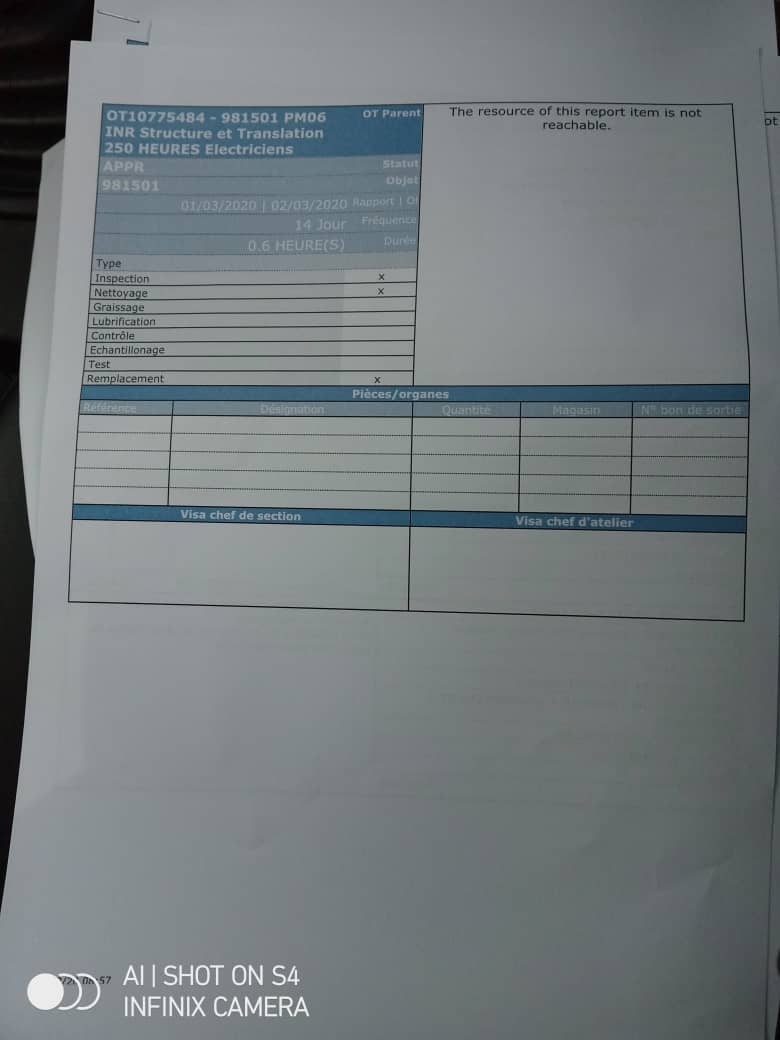 OT10775484 - 981501 PM06 OT Parent
INR Structure et Translation
250 HEURES Electriciens
APPR Statut
981501 Objet
01/03/2020 | 02/03/2020 Rapport | O
14 Jour Fréquence
0.6 HEURE(S) Durée
The resource of this report item is not
reachable.
Type
Inspection x
Nettoyage x
Graissage
Lubrification
Contrôle
Echantillonage
Test
Remplacement x
Pièces/organes
Référence Désignation Quantité Magasin N° bon de sortie
Visa chef de section Visa chef d'atelier
57
AI | SHOT ON S4
INFINIX CAMERA